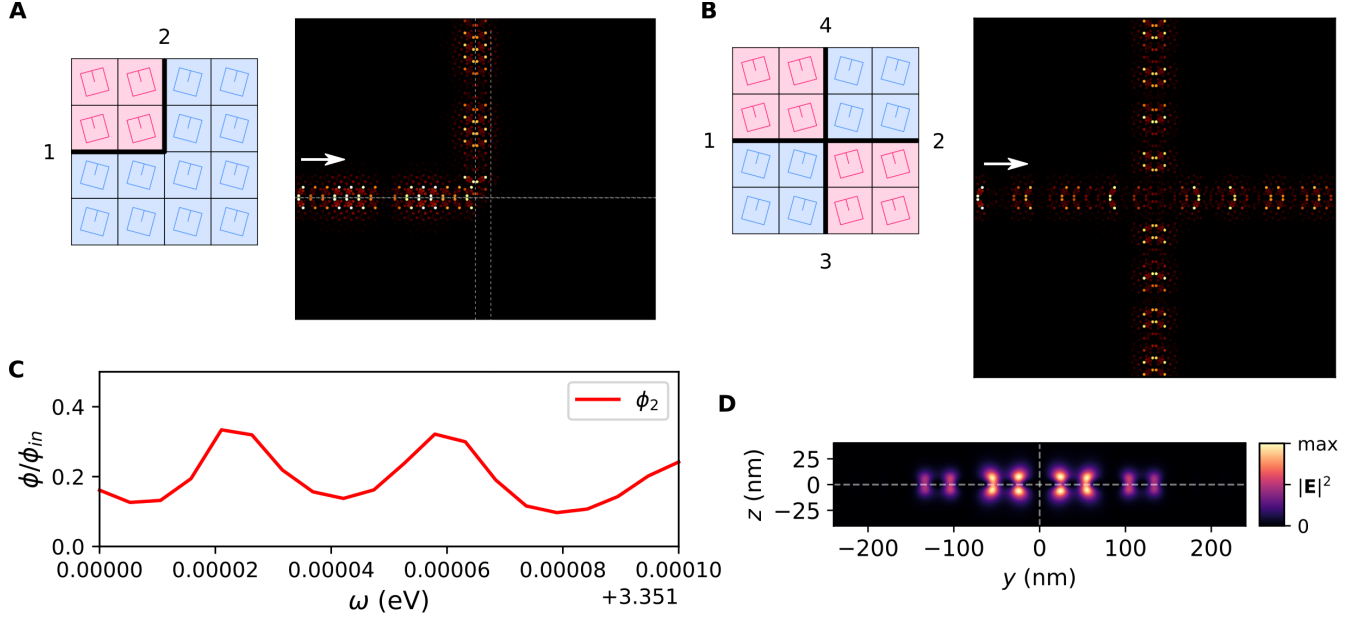 A
2
1
B
4
1
2
3
C
ϕ/ϕin
0.4
0.2
0.0
ϕ2
0.00000 0.00002 0.00004 0.00006 0.00008 0.00010
+3.351
ω (eV)
D
z (nm)
25
0
−25
−200 −100 0 100 200
y (nm)
max
|E|²
0